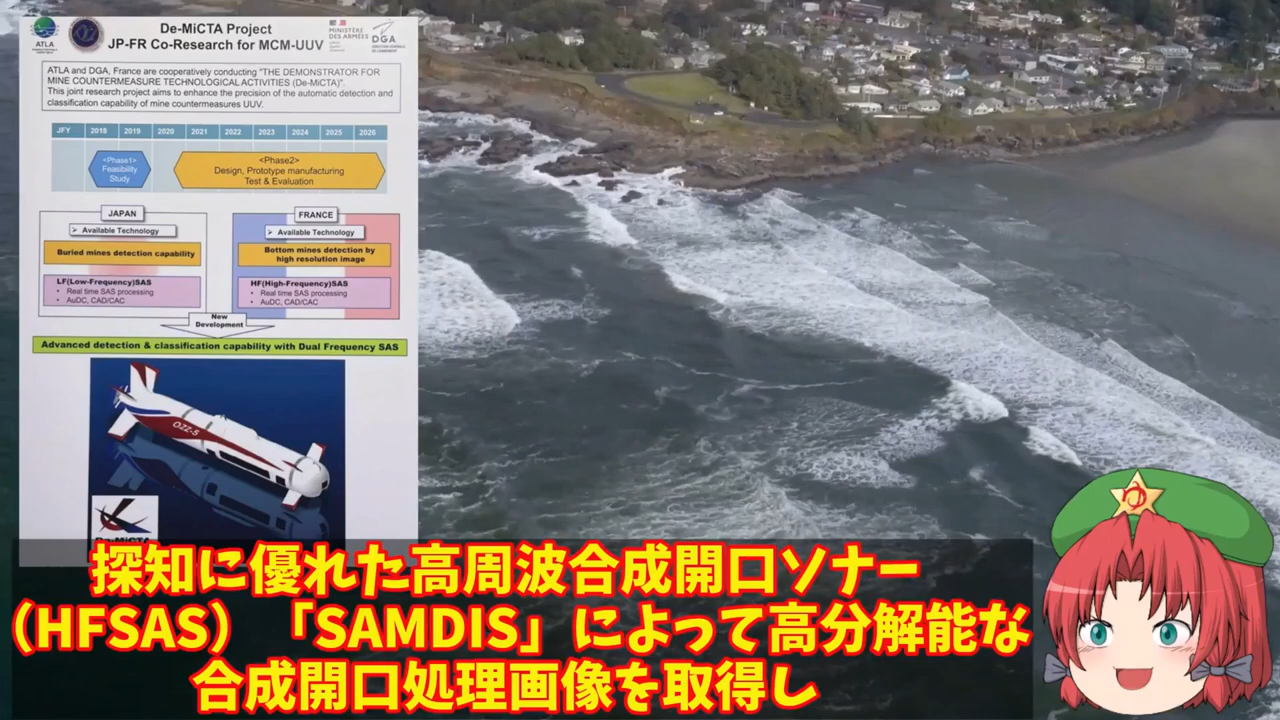 De-MiCTA Project
JP-FR Co-Research for MCM-UUV
ATLA
MINISTÈRE
DES ARMÉES
DGA
ATLA and DGA, France are cooperatively conducting "THE DEMONSTRATOR FOR
MINE COUNTERMEASURE TECHNOLOGICAL ACTIVITIES (De-MiCTA)".
This joint research project aims to enhance the precision of the automatic detection and
classification capability of mine countermeasures UUV.
JFY 2018 2019 2020 2021 2022 2023 2024 2025 2026
<Phase1>
Feasibility
Study
<Phase2>
Design, Prototype manufacturing
Test & Evaluation
JAPAN
➢ Available Technology
Buried mines detection capability
LF(Low-Frequency)SAS
• Real time SAS processing
• AuDC, CAD/CAC
FRANCE
➢ Available Technology
Bottom mines detection by
high resolution image
HF(High-Frequency)SAS
• Real time SAS processing
• AuDC, CAD/CAC
New
Development
Advanced detection & classification capability with Dual Frequency SAS
OZZ-5
De-MiCTA
探知に優れた高周波合成開口ソナー
（HFSAS）「SAMDIS」によって高分解能な
合成開口処理画像を取得し